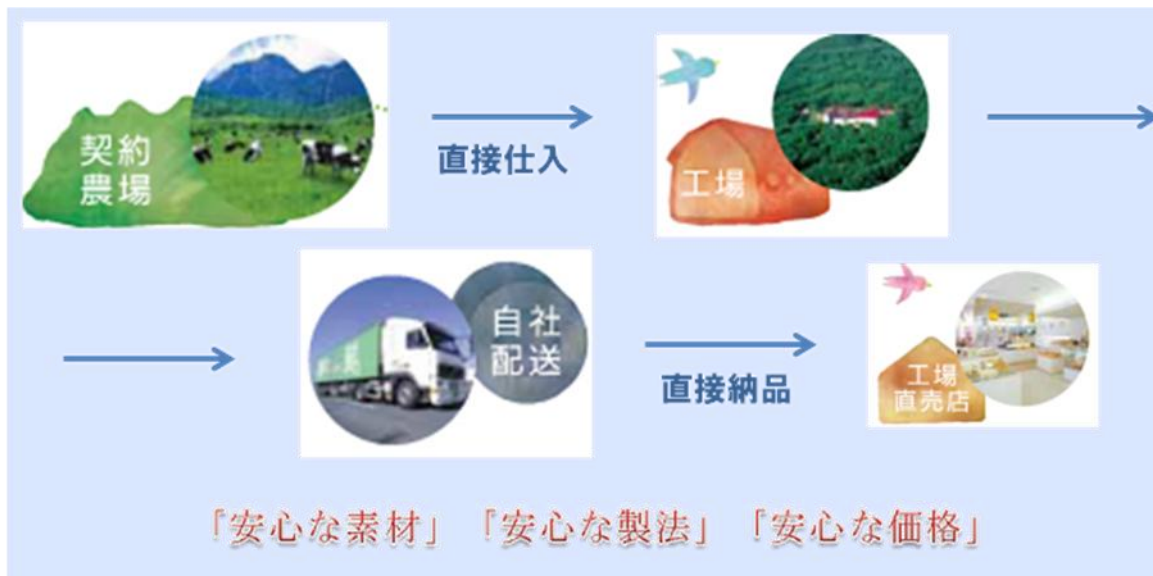 契約
農場
直接仕入
工場
自社
配送
直接納品
工場
直売店
「安心な素材」「安心な製法」「安心な価格」